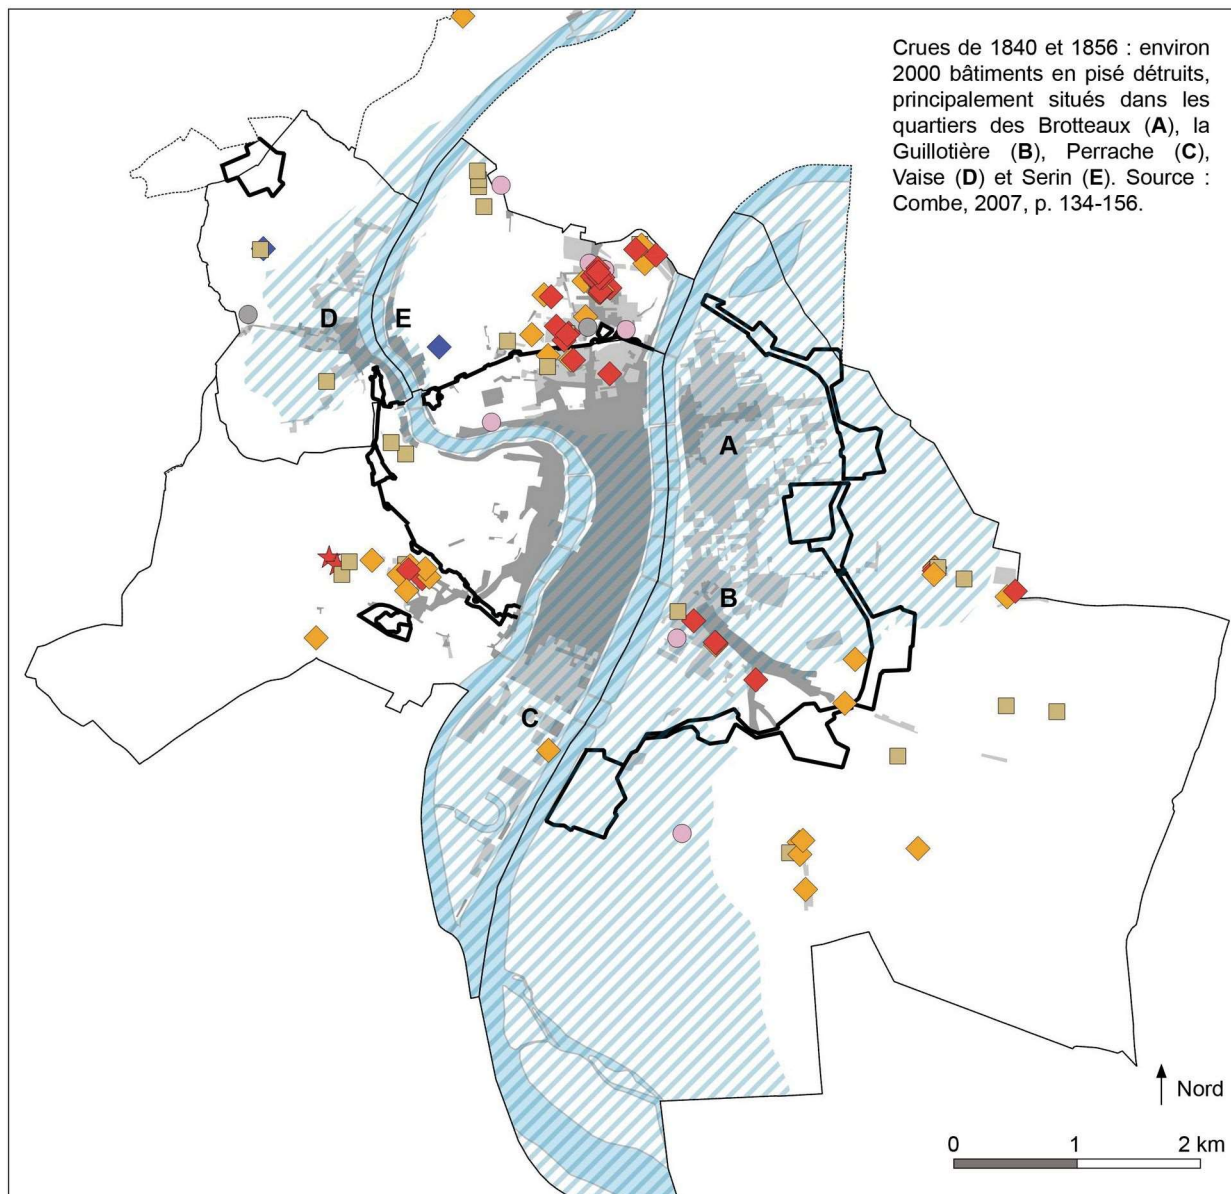 Crues de 1840 et 1856 : environ
2000 bâtiments en pisé détruits,
principalement situés dans les
quartiers des Brotteaux (A), la
Guillotière (B), Perrache (C),
Vaise (D) et Serin (E). Source :
Combe, 2007, p. 134-156.
D
E
A
B
C
Nord
0 1 2 km